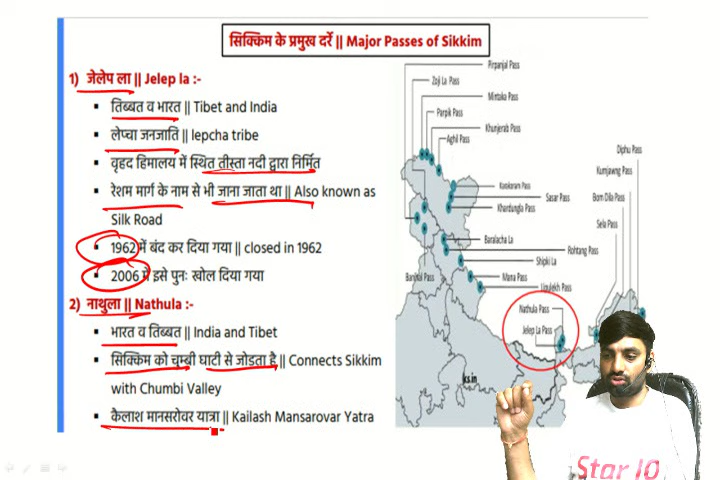 सिक्किम के प्रमुख दर्रे || Major Passes of Sikkim
1) जेलेप ला || Jelep la :-
▪ तिब्बत व भारत || Tibet and India
▪ लेप्चा जनजाति || lepcha tribe
▪ वृहद हिमालय में स्थित तीस्ता नदी द्वारा निर्मित
▪ रेशम मार्ग के नाम से भी जाना जाता था || Also known as
Silk Road
▪ 1962 में बंद कर दिया गया || closed in 1962
▪ 2006 में इसे पुनः खोल दिया गया
2) नाथुला || Nathula :-
▪ भारत व तिब्बत || India and Tibet
▪ सिक्किम को चुम्बी घाटी से जोड़ता है || Connects Sikkim
with Chumbi Valley
▪ कैलाश मानसरोवर यात्रा || Kailash Mansarovar Yatra
Pirpanjal Pass
Zoji La Pass
Mintaka Pass
Parpik Pass
Khunjerab Pass
Aghil Pass
Diphu Pass
Kumjawng Pass
Karokaram Pass
Sasar Pass
Bom Dila Pass
Khardungla Pass
Sela Pass
Baralacha La
Rohtang Pass
Shipki La
Banihal Pass
Mana Pass
Lipulekh Pass
Nathula Pass
Jelep La Pass
ks.in
Star 10